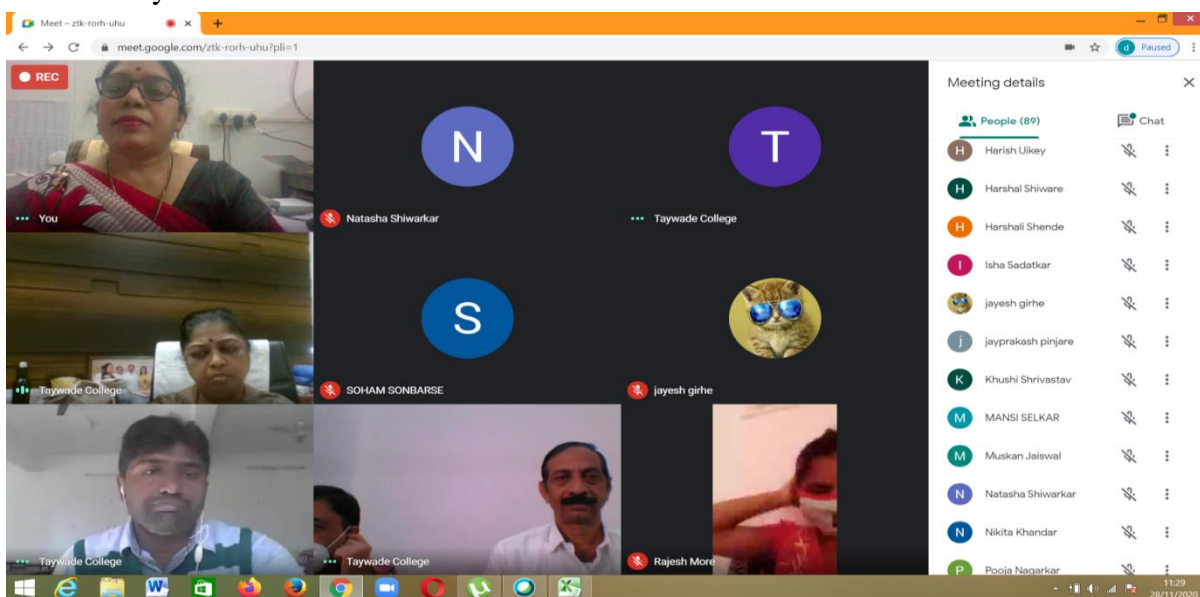 Meet – ztk-rorh-uhu
meet.google.com/ztk-rorh-uhu?pli=1
d Paused
REC
You
N
Natasha Shiwarkar
T
Taywade College
Taywade College
S
SOHAM SONBARSE
jayesh girhe
Taywade College
Taywade College
Rajesh More
Meeting details
People (89)
Chat
H Harish Uikey
H Harshal Shiware
H Harshali Shende
I Isha Sadatkar
jayesh girhe
j jayprakash pinjare
K Khushi Shrivastav
M MANSI SELKAR
M Muskan Jaiswal
N Natasha Shiwarkar
N Nikita Khandar
P Pooja Nagarkar
11:29
28/11/2020